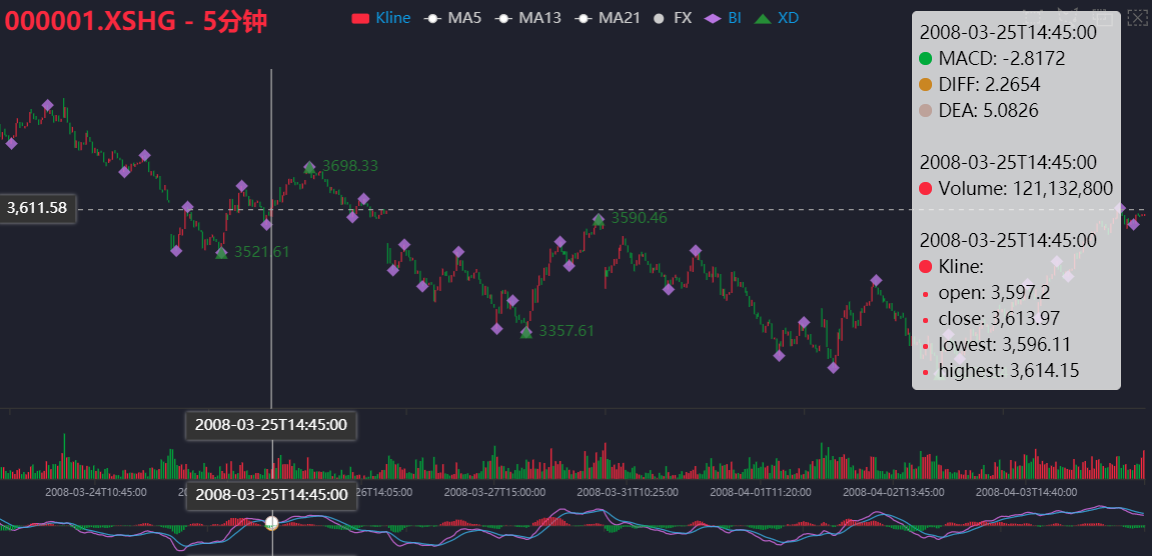 000001.XSHG - 5分钟
Kline MA5 MA13 MA21 FX BI XD
2008-03-25T14:45:00
MACD: -2.8172
DIFF: 2.2654
DEA: 5.0826
2008-03-25T14:45:00
Volume: 121,132,800
2008-03-25T14:45:00
Kline:
open: 3,597.2
close: 3,613.97
lowest: 3,596.11
highest: 3,614.15
3698.33
3,611.58
3590.46
3521.61
3357.61
2008-03-25T14:45:00
2008-03-24T10:45:00
2008-03-25T14:45:00
26T14:05:00
2008-03-27T15:00:00
2008-03-31T10:25:00
2008-04-01T11:20:00
2008-04-02T13:45:00
2008-04-03T14:40:00